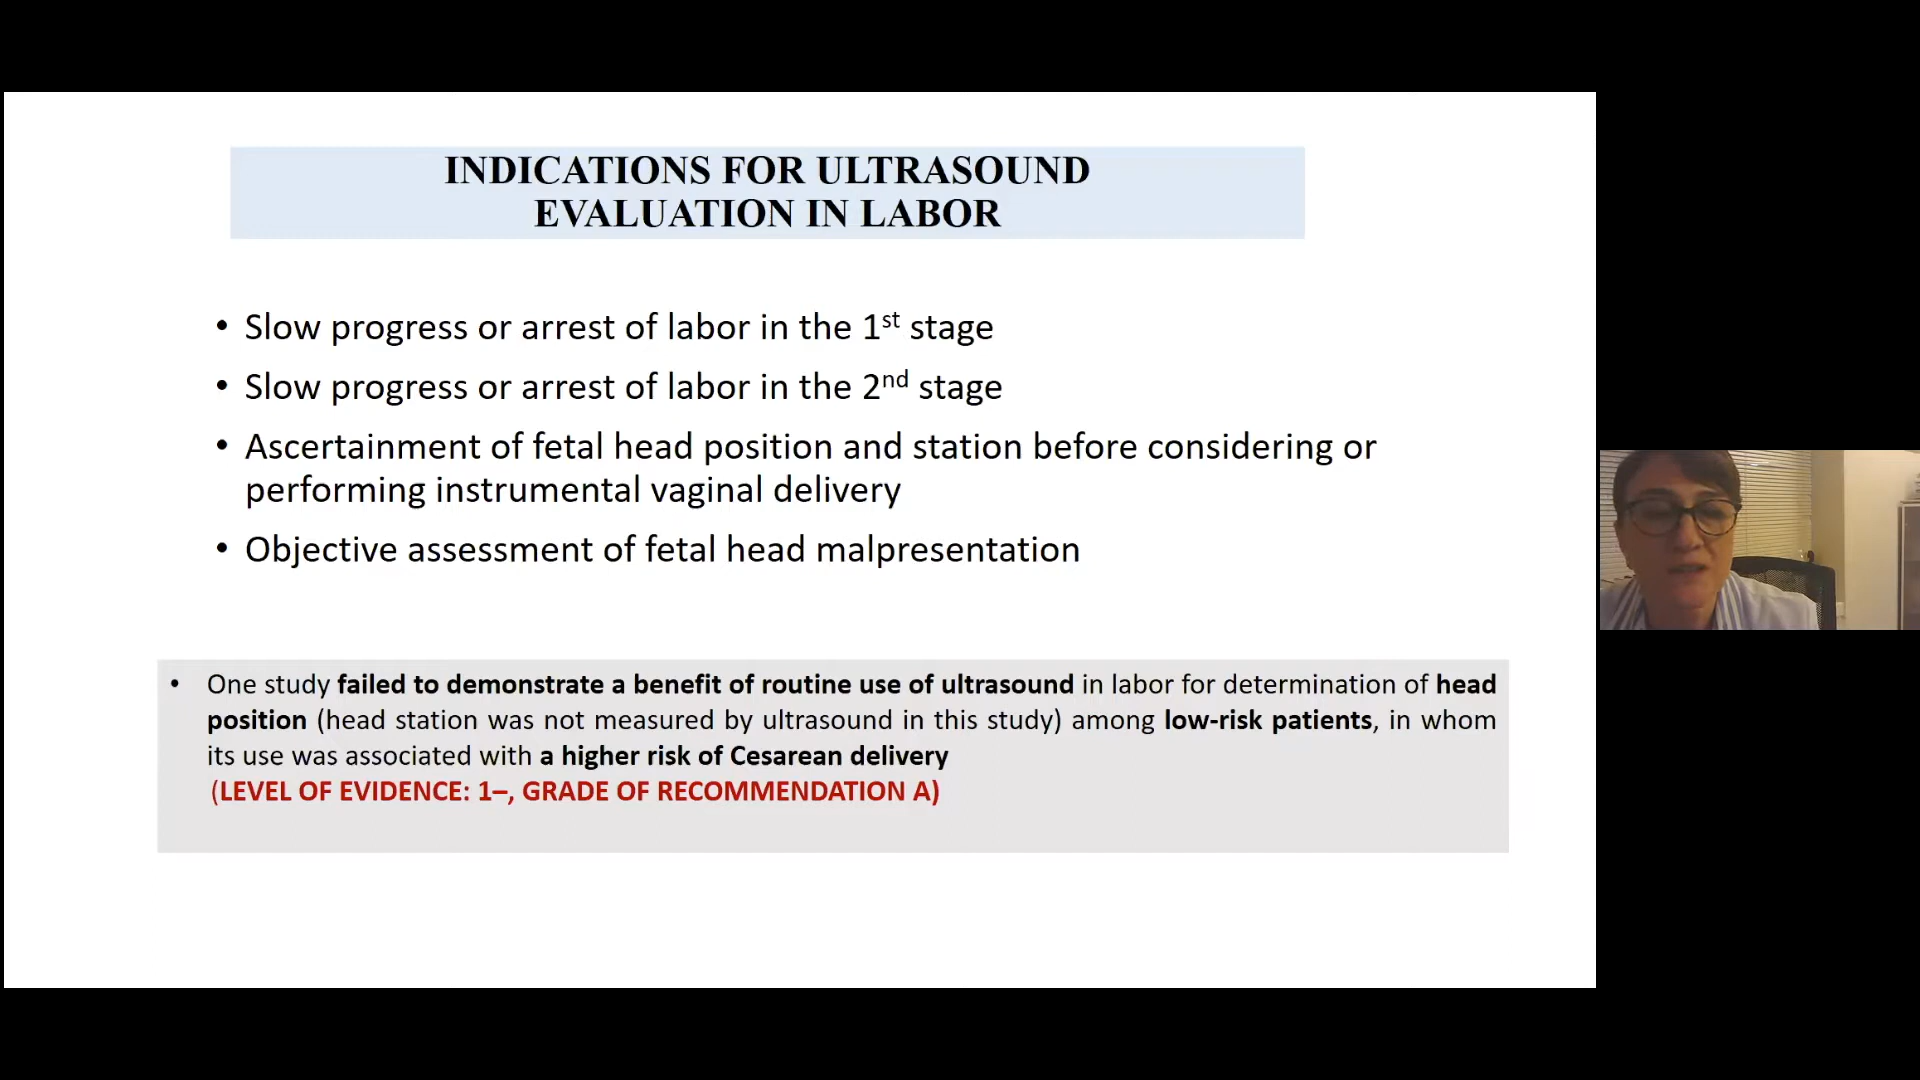 INDICATIONS FOR ULTRASOUND
EVALUATION IN LABOR
• Slow progress or arrest of labor in the 1st stage
• Slow progress or arrest of labor in the 2nd stage
• Ascertainment of fetal head position and station before considering or
performing instrumental vaginal delivery
• Objective assessment of fetal head malpresentation
• One study failed to demonstrate a benefit of routine use of ultrasound in labor for determination of head
position (head station was not measured by ultrasound in this study) among low-risk patients, in whom
its use was associated with a higher risk of Cesarean delivery
(LEVEL OF EVIDENCE: 1–, GRADE OF RECOMMENDATION A)